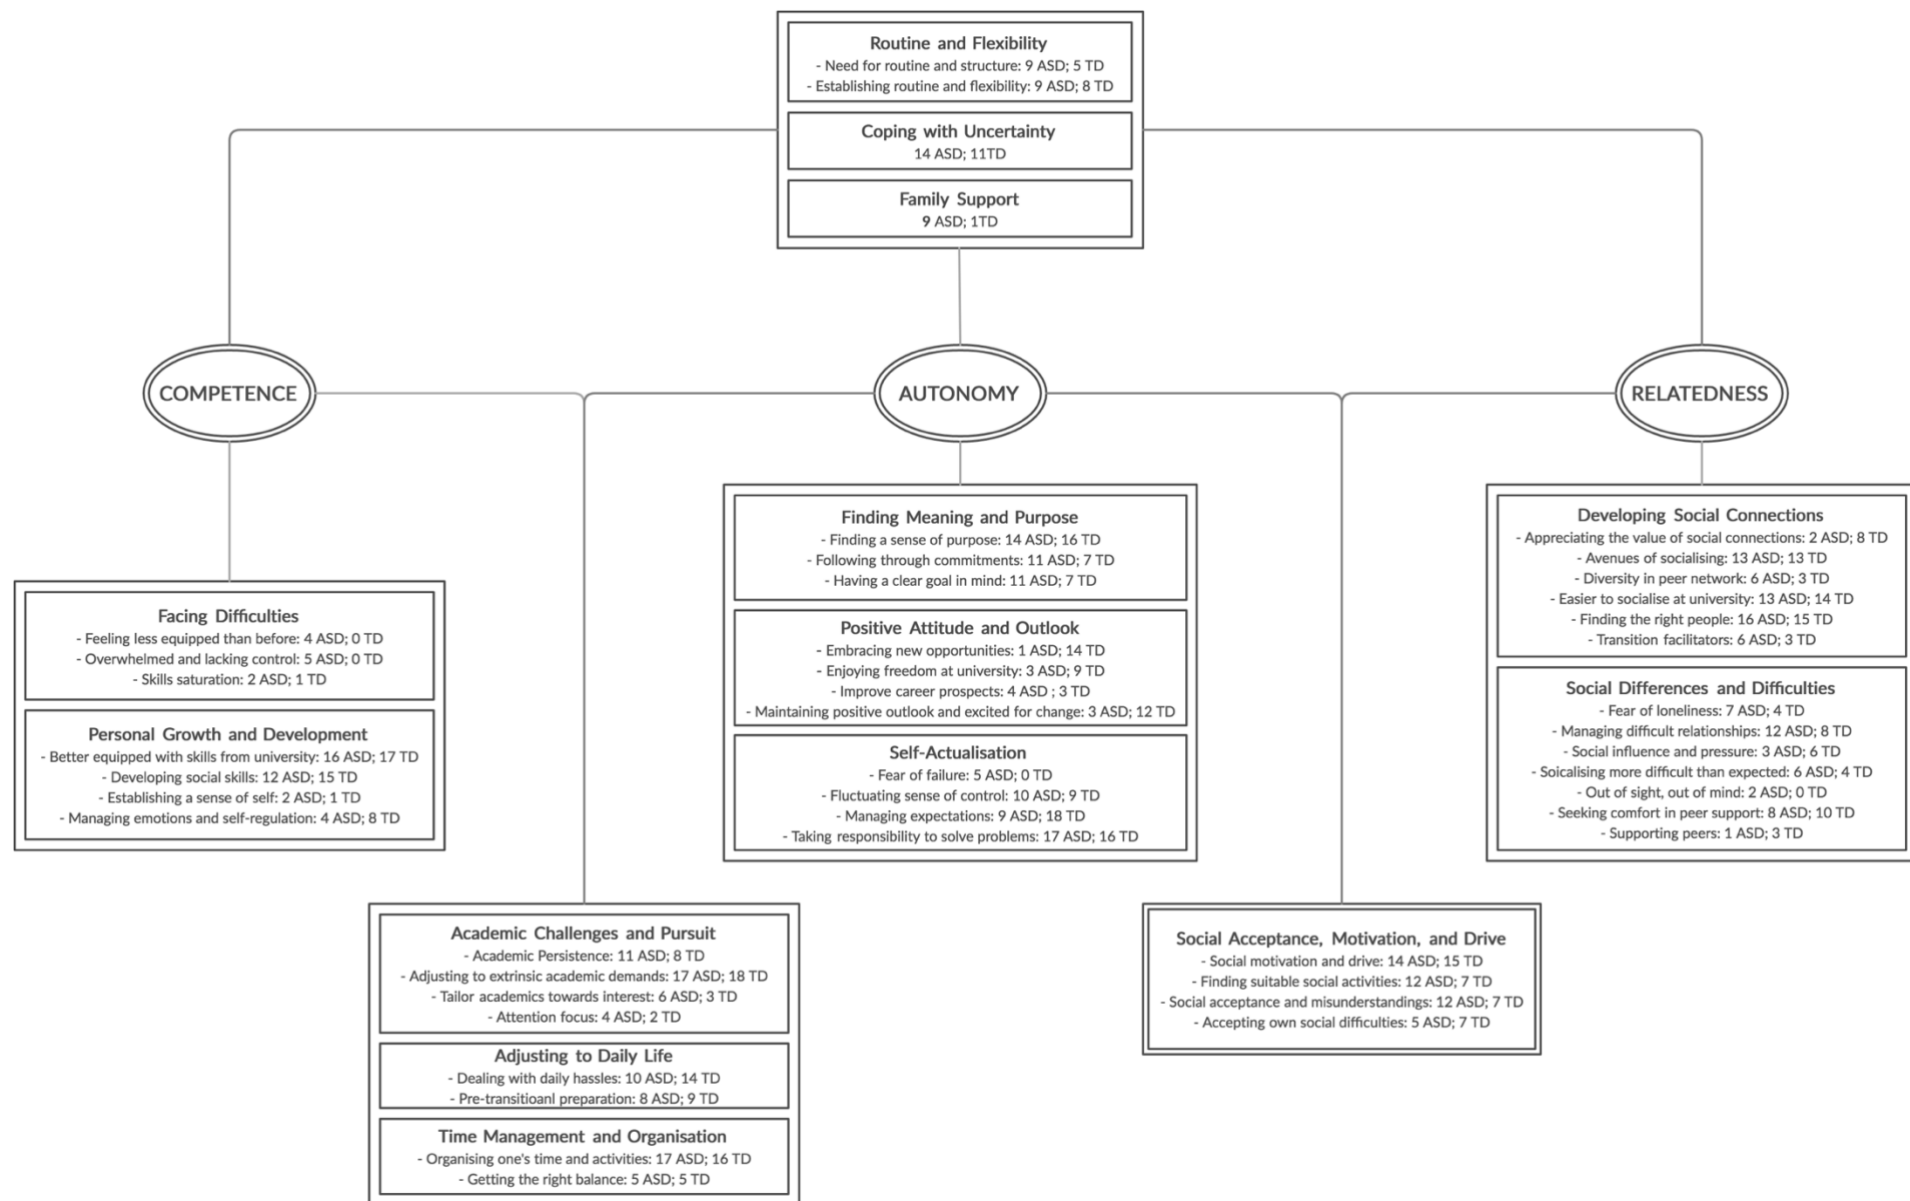 Routine and Flexibility
- Need for routine and structure: 9 ASD; 5 TD
- Establishing routine and flexibility: 9 ASD; 8 TD
Coping with Uncertainty
14 ASD; 11TD
Family Support
9 ASD; 1TD
COMPETENCE
AUTONOMY
RELATEDNESS
Facing Difficulties
- Feeling less equipped than before: 4 ASD; 0 TD
- Overwhelmed and lacking control: 5 ASD; 0 TD
- Skills saturation: 2 ASD; 1 TD
Personal Growth and Development
- Better equipped with skills from university: 16 ASD; 17 TD
- Developing social skills: 12 ASD; 15 TD
- Establishing a sense of self: 2 ASD; 1 TD
- Managing emotions and self-regulation: 4 ASD; 8 TD
Finding Meaning and Purpose
- Finding a sense of purpose: 14 ASD; 16 TD
- Following through commitments: 11 ASD; 7 TD
- Having a clear goal in mind: 11 ASD; 7 TD
Positive Attitude and Outlook
- Embracing new opportunities: 1 ASD; 14 TD
- Enjoying freedom at university: 3 ASD; 9 TD
- Improve career prospects: 4 ASD ; 3 TD
- Maintaining positive outlook and excited for change: 3 ASD; 12 TD
Self-Actualisation
- Fear of failure: 5 ASD; 0 TD
- Fluctuating sense of control: 10 ASD; 9 TD
- Managing expectations: 9 ASD; 18 TD
- Taking responsibility to solve problems: 17 ASD; 16 TD
Developing Social Connections
- Appreciating the value of social connections: 2 ASD; 8 TD
- Avenues of socialising: 13 ASD; 13 TD
- Diversity in peer network: 6 ASD; 3 TD
- Easier to socialise at university: 13 ASD; 14 TD
- Finding the right people: 16 ASD; 15 TD
- Transition facilitators: 6 ASD; 3 TD
Social Differences and Difficulties
- Fear of loneliness: 7 ASD; 4 TD
- Managing difficult relationships: 12 ASD; 8 TD
- Social influence and pressure: 3 ASD; 6 TD
- Soicalising more difficult than expected: 6 ASD; 4 TD
- Out of sight, out of mind: 2 ASD; 0 TD
- Seeking comfort in peer support: 8 ASD; 10 TD
- Supporting peers: 1 ASD; 3 TD
Academic Challenges and Pursuit
- Academic Persistence: 11 ASD; 8 TD
- Adjusting to extrinsic academic demands: 17 ASD; 18 TD
- Tailor academics towards interest: 6 ASD; 3 TD
- Attention focus: 4 ASD; 2 TD
Adjusting to Daily Life
- Dealing with daily hassles: 10 ASD; 14 TD
- Pre-transitioanl preparation: 8 ASD; 9 TD
Time Management and Organisation
- Organising one's time and activities: 17 ASD; 16 TD
- Getting the right balance: 5 ASD; 5 TD
Social Acceptance, Motivation, and Drive
- Social motivation and drive: 14 ASD; 15 TD
- Finding suitable social activities: 12 ASD; 7 TD
- Social acceptance and misunderstandings: 12 ASD; 7 TD
- Accepting own social difficulties: 5 ASD; 7 TD